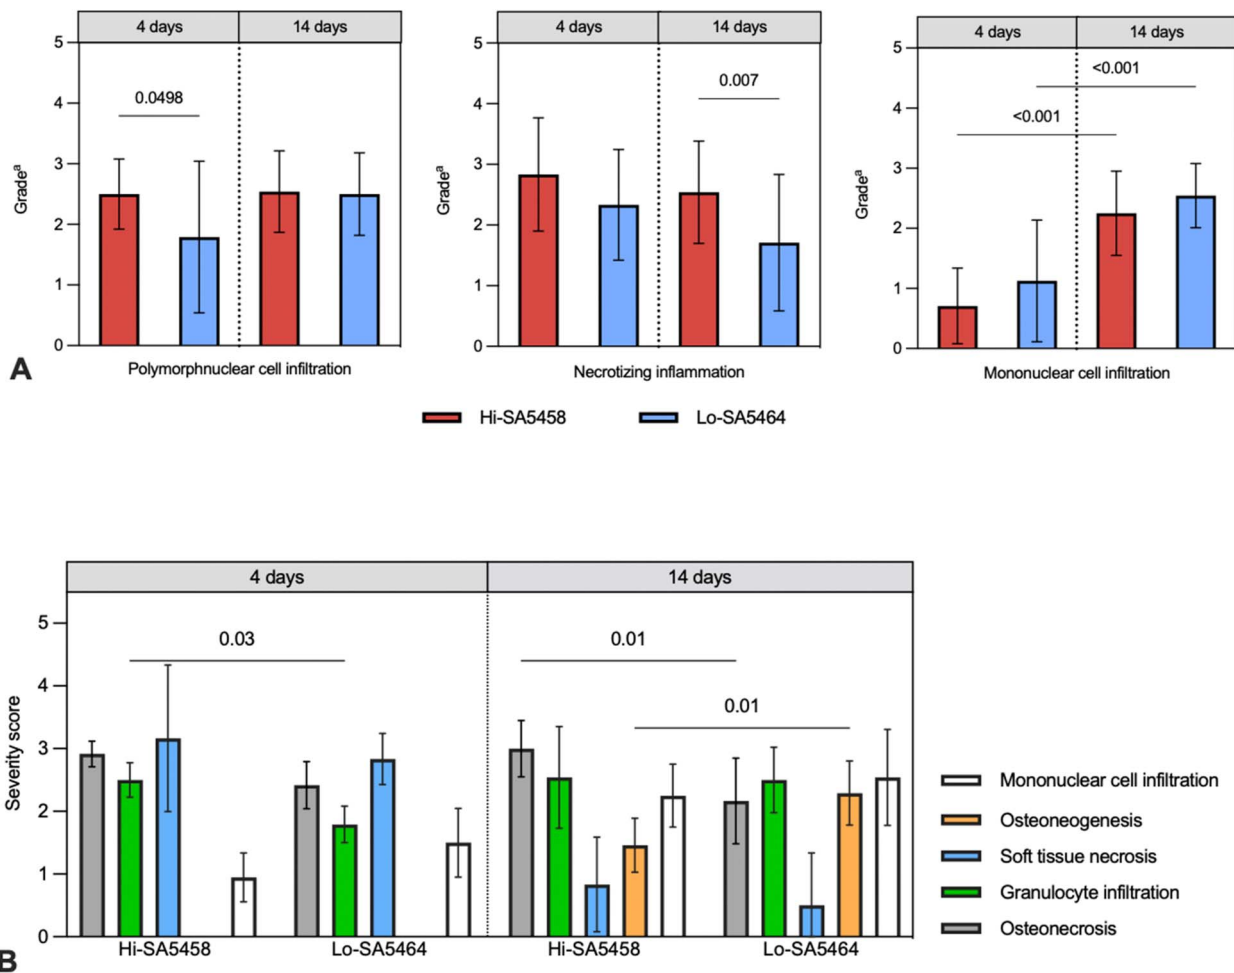 4 days 14 days
5
4
3
2
1
0
Gradeª
0.0498
Polymorphnuclear cell infiltration
4 days 14 days
5
4
3
2
1
0
Gradeª
0.007
Necrotizing inflammation
4 days 14 days
5
4
3
2
1
0
Gradeª
<0.001
<0.001
Mononuclear cell infiltration
A
Hi-SA5458 Lo-SA5464
4 days 14 days
5
4
3
2
1
0
Severity score
0.03
0.01
0.01
Hi-SA5458 Lo-SA5464 Hi-SA5458 Lo-SA5464
Mononuclear cell infiltration
Osteoneogenesis
Soft tissue necrosis
Granulocyte infiltration
Osteonecrosis
B